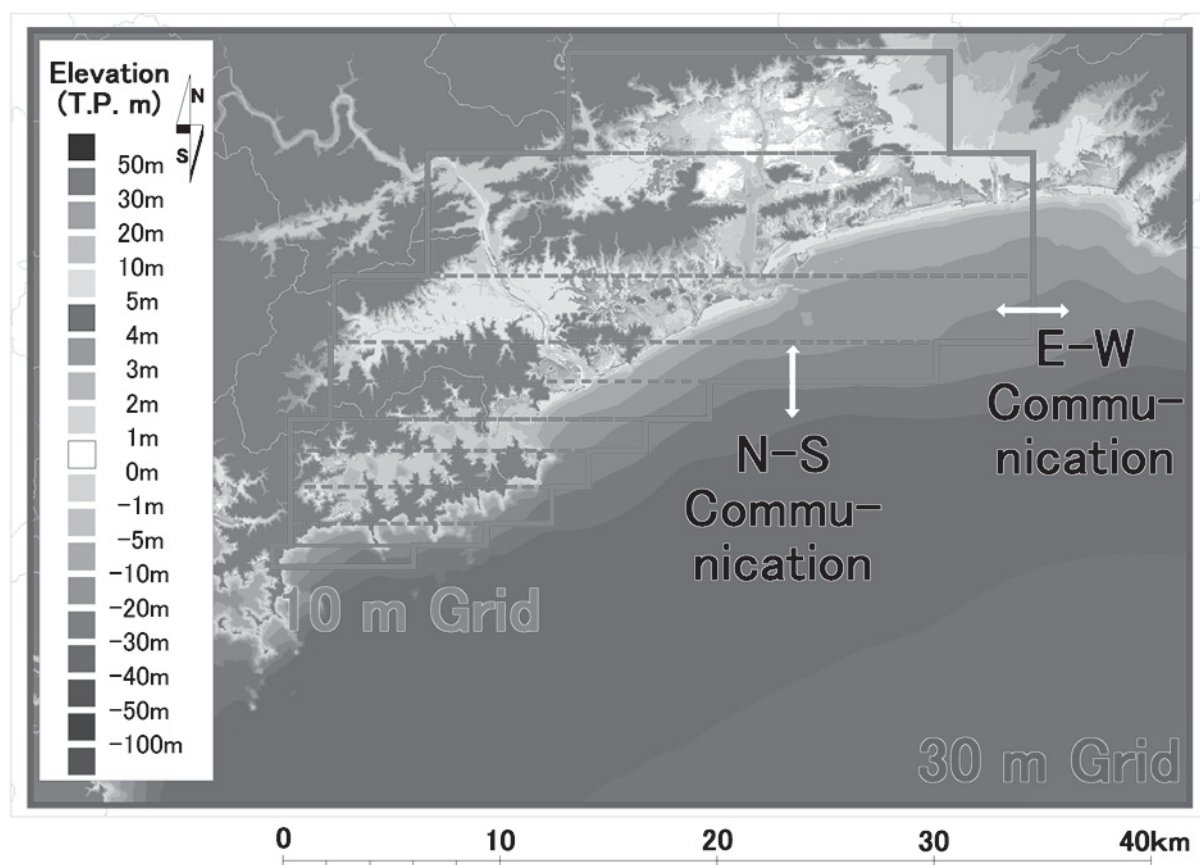 Elevation
(T.P. m)
N
S
50m
30m
20m
10m
5m
4m
3m
2m
1m
0m
-1m
-5m
-10m
-20m
-30m
-40m
-50m
-100m
E-W
Commu-
nication
N-S
Commu-
nication
10 m Grid
30 m Grid
0 10 20 30 40km